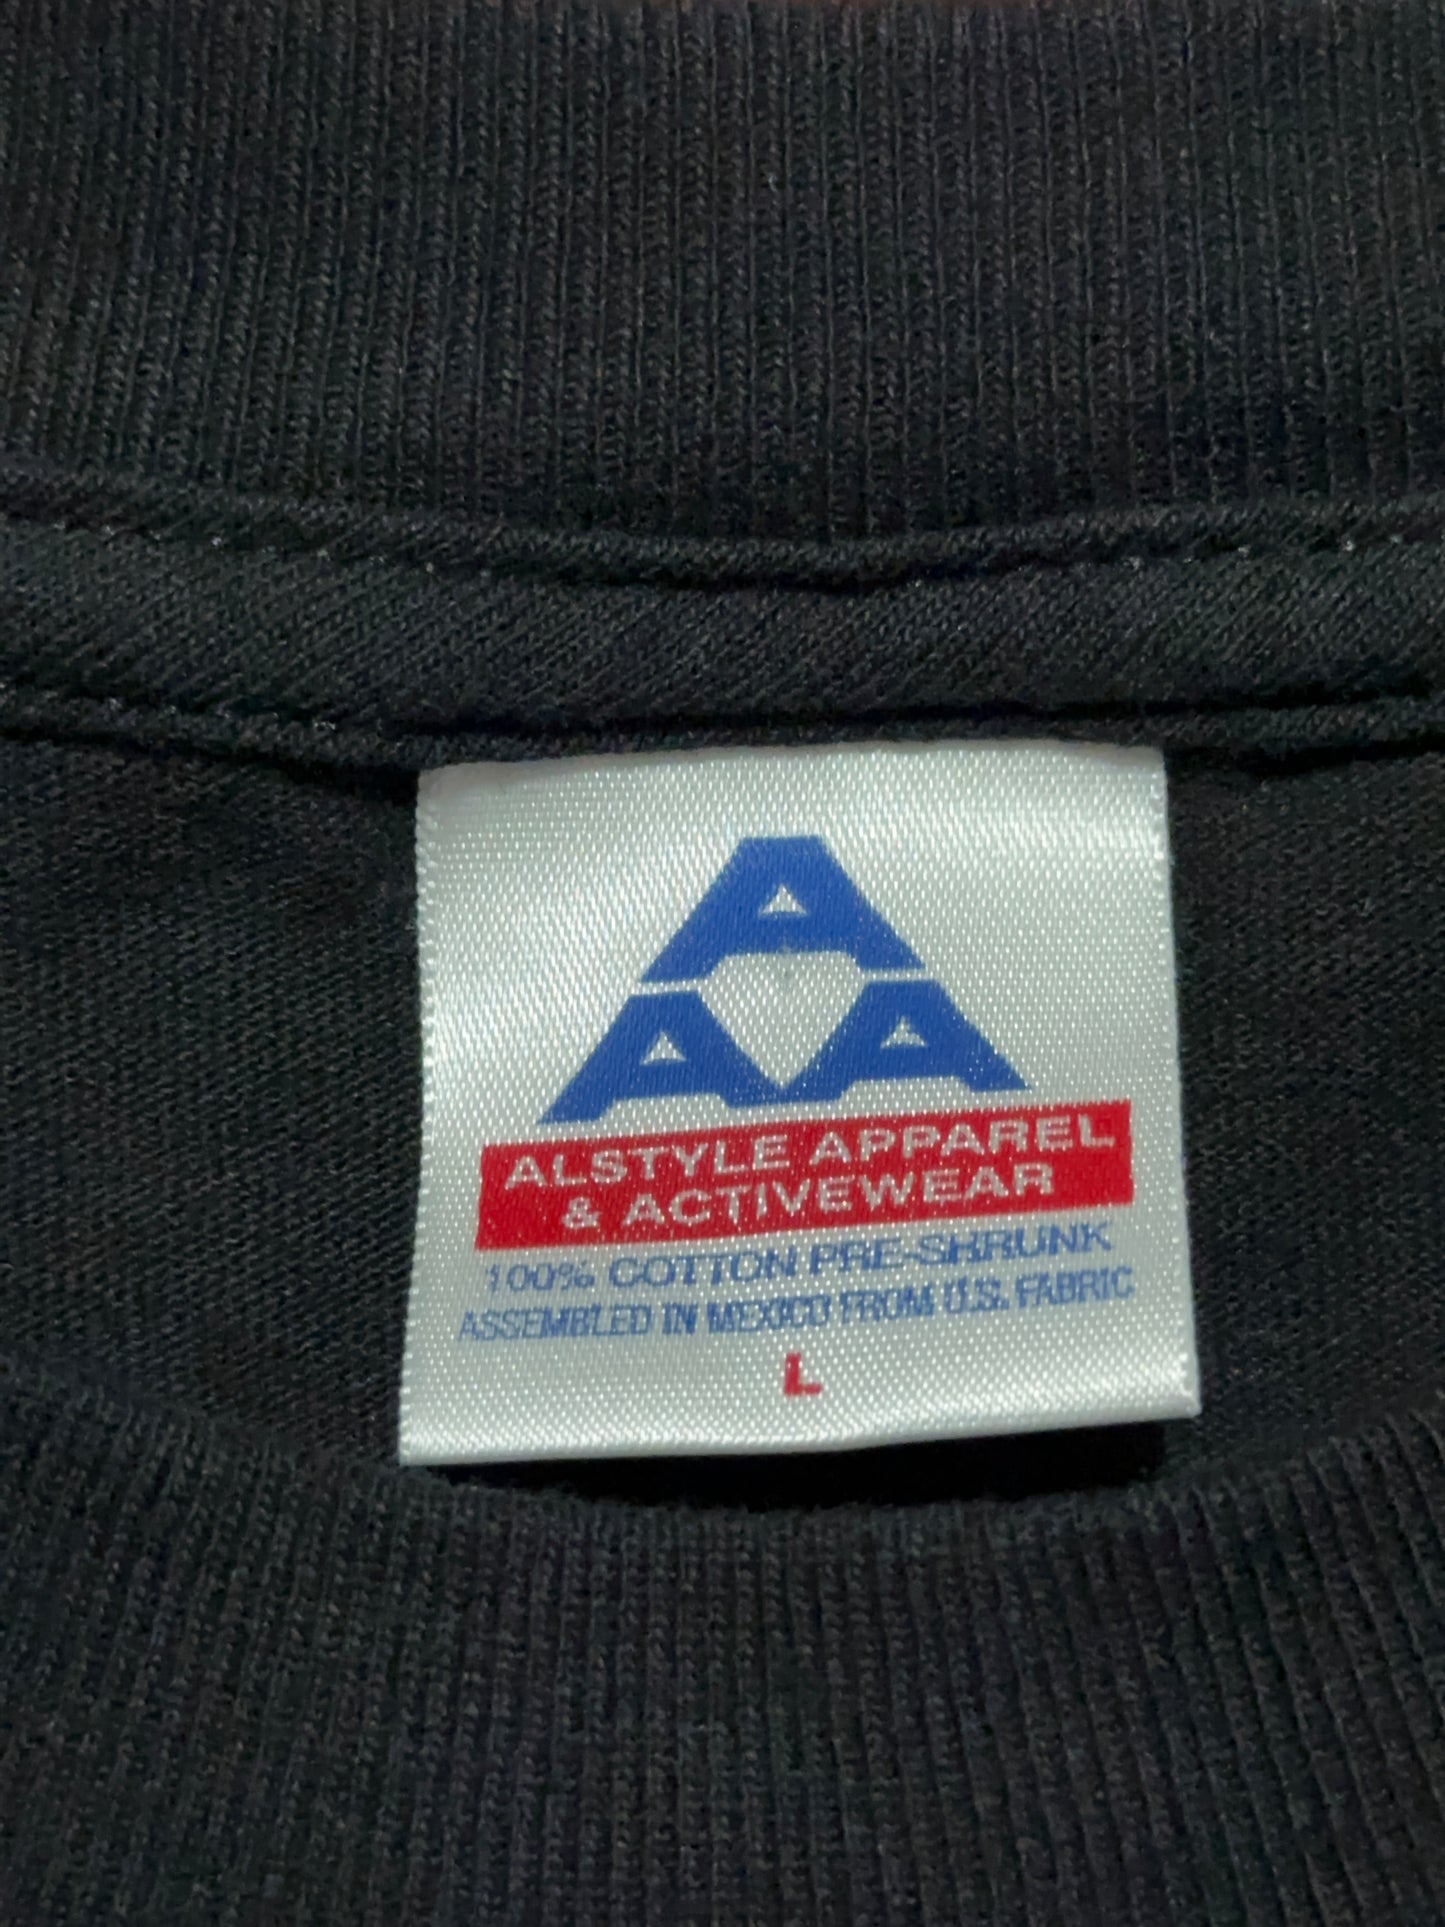 A
A A
ALSTYLE APPAREL
& ACTIVEWEAR
100% COTTON PRE-SHRUNK
ASSEMBLED IN MEXICO FROM U.S. FABRIC
L